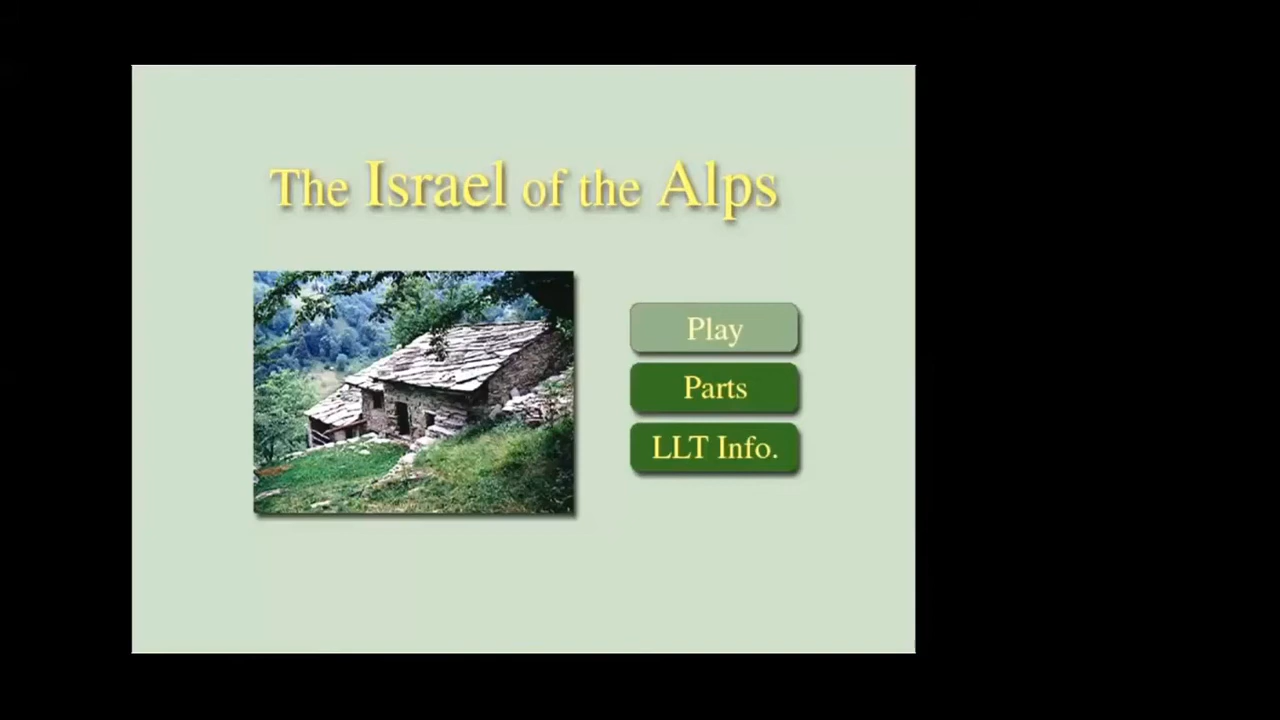 The Israel of the Alps
Play
Parts
LLT Info.